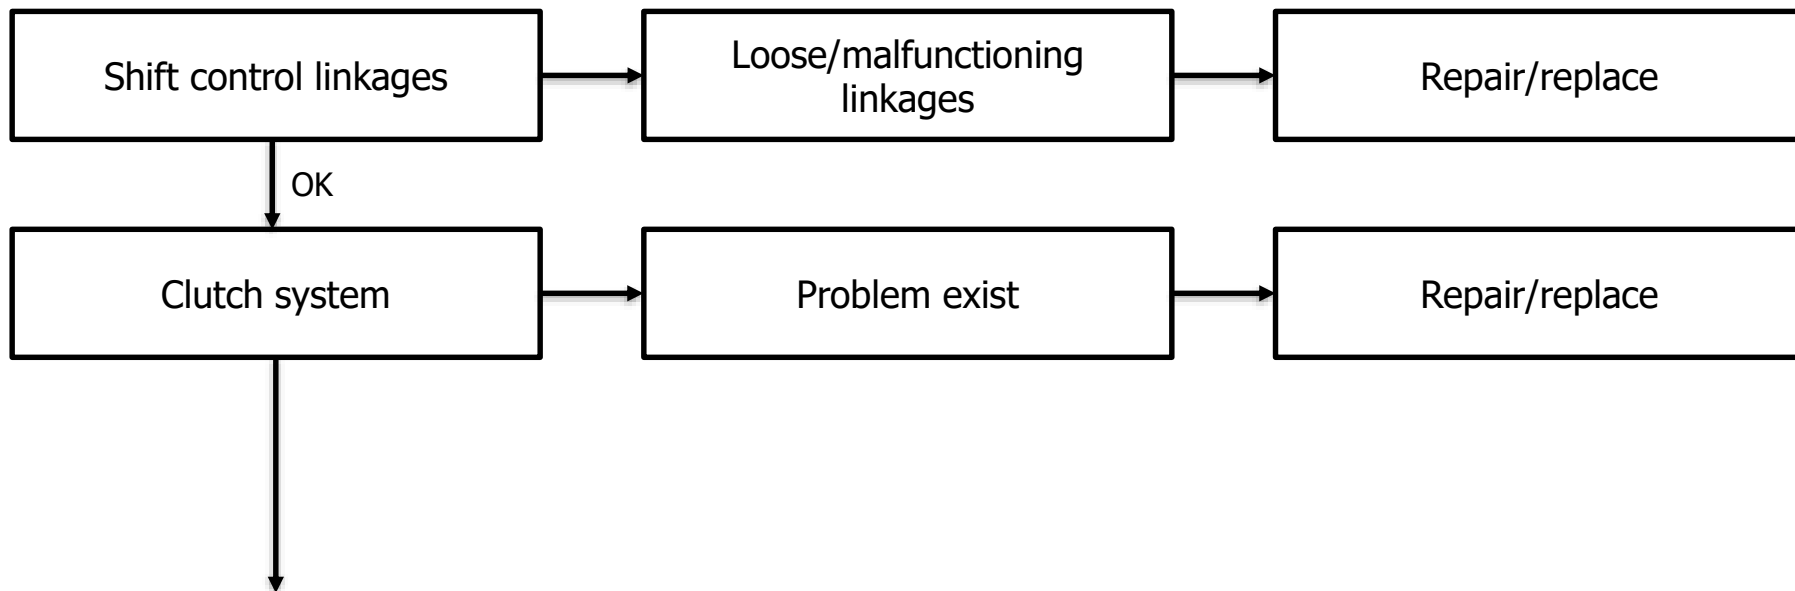 Shift control linkages
Loose/malfunctioning
linkages
Repair/replace
OK
Clutch system
Problem exist
Repair/replace